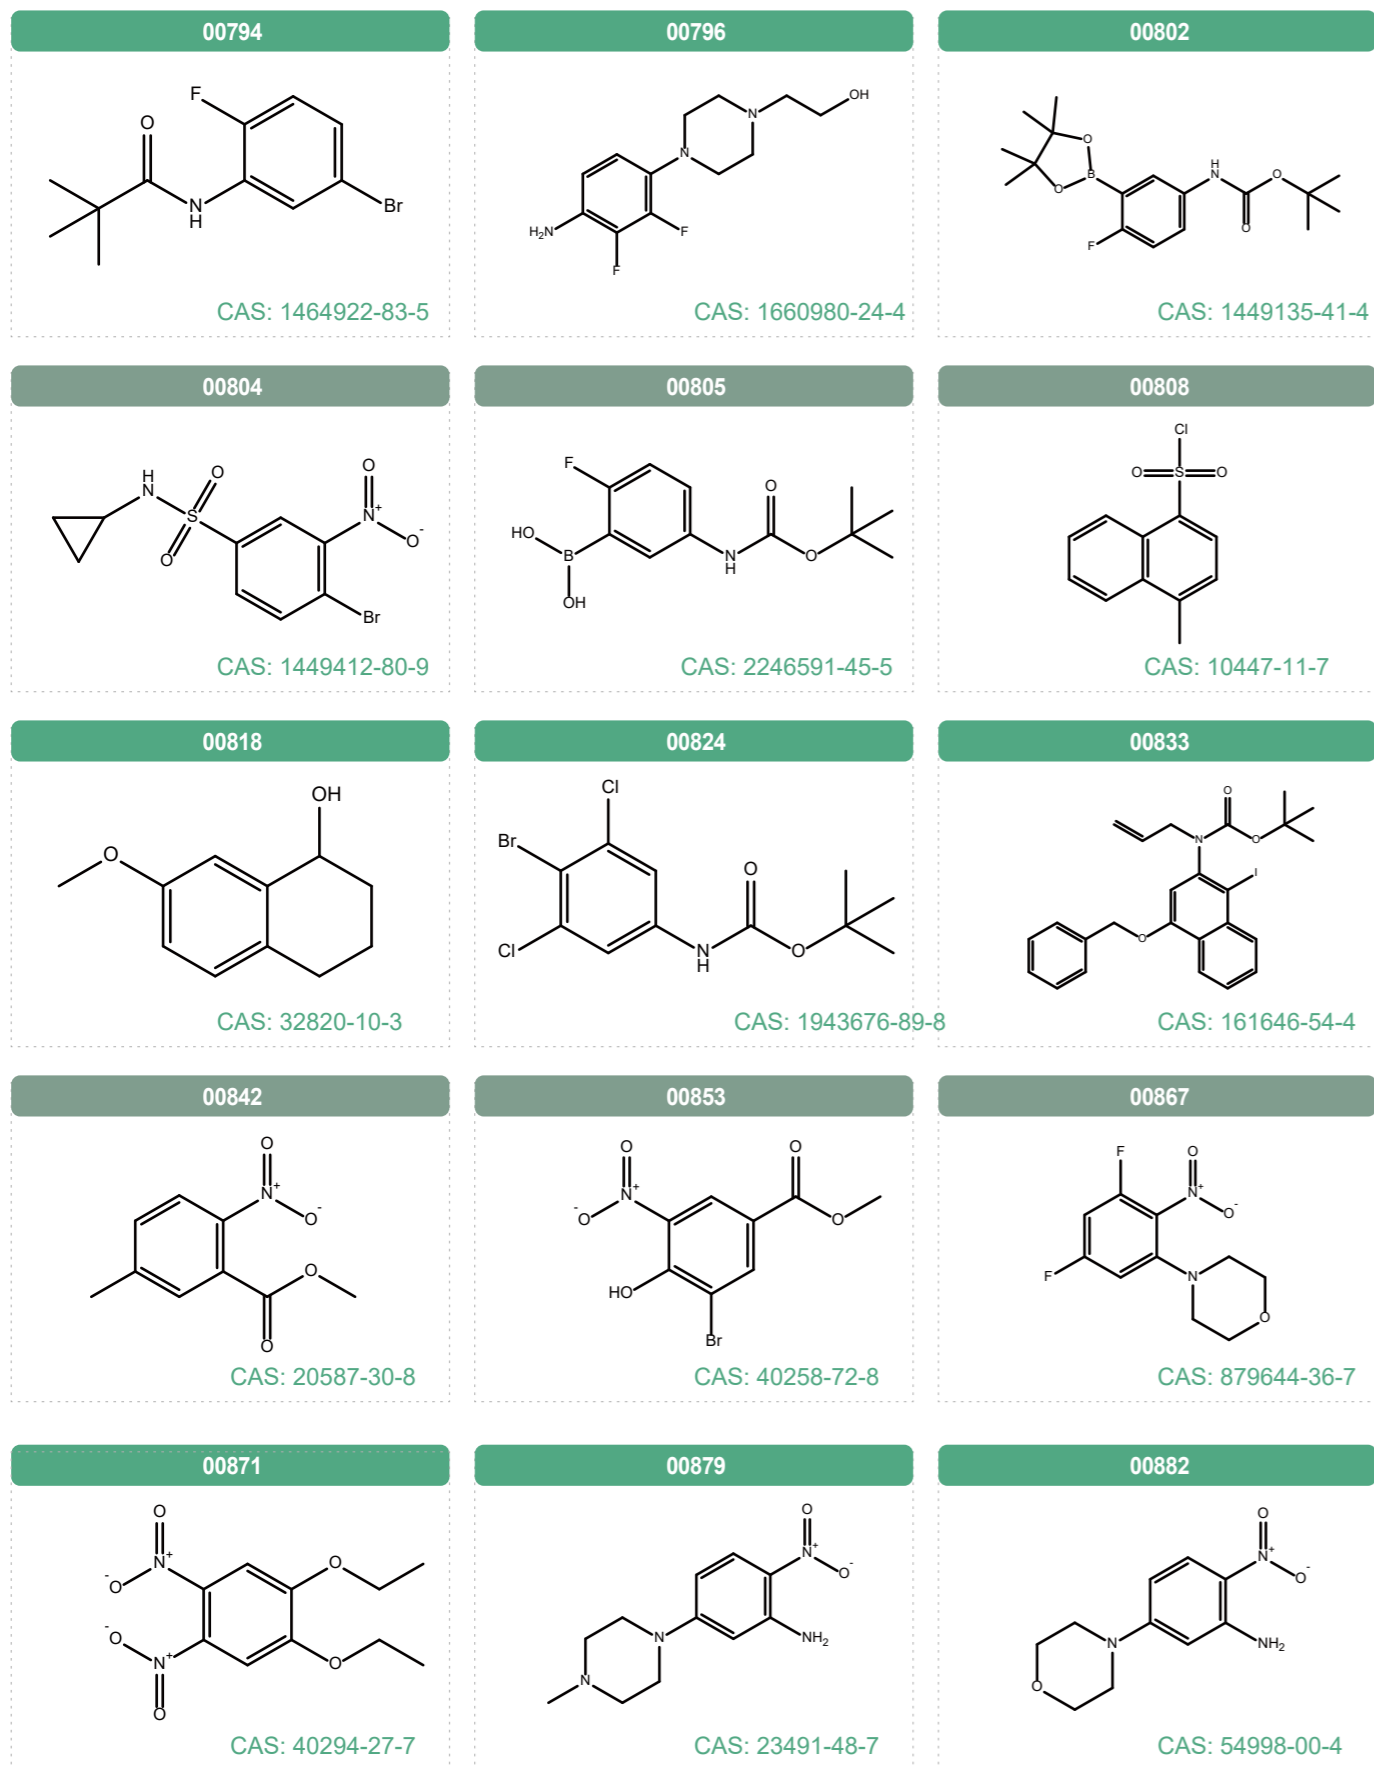 00794
F
O
N
H
Br
CAS: 1464922-83-5
00796
OH
N
N
H₂N
F
F
CAS: 1660980-24-4
00802
O
B
O
H
N
O
O
F
CAS: 1449135-41-4
00804
H
N
O
S
O
O
N⁺
O⁻
Br
CAS: 1449412-80-9
00805
F
HO
B
OH
O
N
H
O
CAS: 2246591-45-5
00808
Cl
O S O
CAS: 10447-11-7
00818
OH
O
CAS: 32820-10-3
00824
Cl
Br
Cl
O
N
H
O
CAS: 1943676-89-8
00833
O
N
O
I
O
CAS: 161646-54-4
00842
O
N⁺
O⁻
O
O
CAS: 20587-30-8
00853
O
N⁺
⁻O
O
O
HO
Br
CAS: 40258-72-8
00867
F
O
N⁺
O⁻
F
N
O
CAS: 879644-36-7
00871
O
N⁺
⁻O
O
⁻O
N⁺
O
O
CAS: 40294-27-7
00879
O
N⁺
O⁻
N
NH₂
N
CAS: 23491-48-7
00882
O
N⁺
O⁻
N
NH₂
O
CAS: 54998-00-4